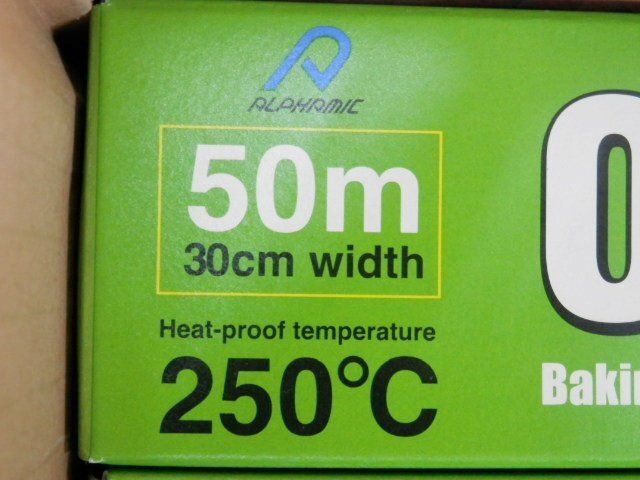 ALPHAMIC
50m
30cm width
Heat-proof temperature
250°C